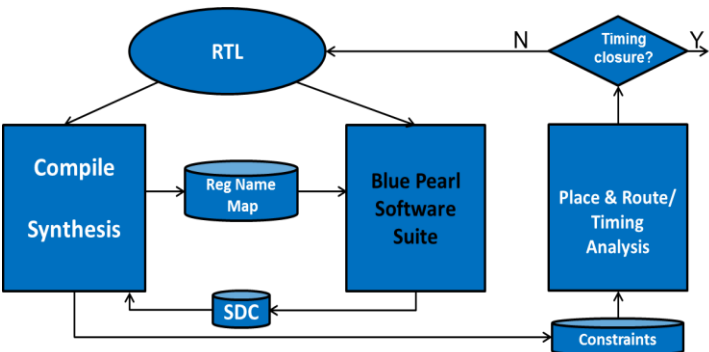 RTL
N
Timing
closure?
Y
Compile
Synthesis
Reg Name
Map
Blue Pearl
Software
Suite
Place & Route/
Timing
Analysis
SDC
Constraints